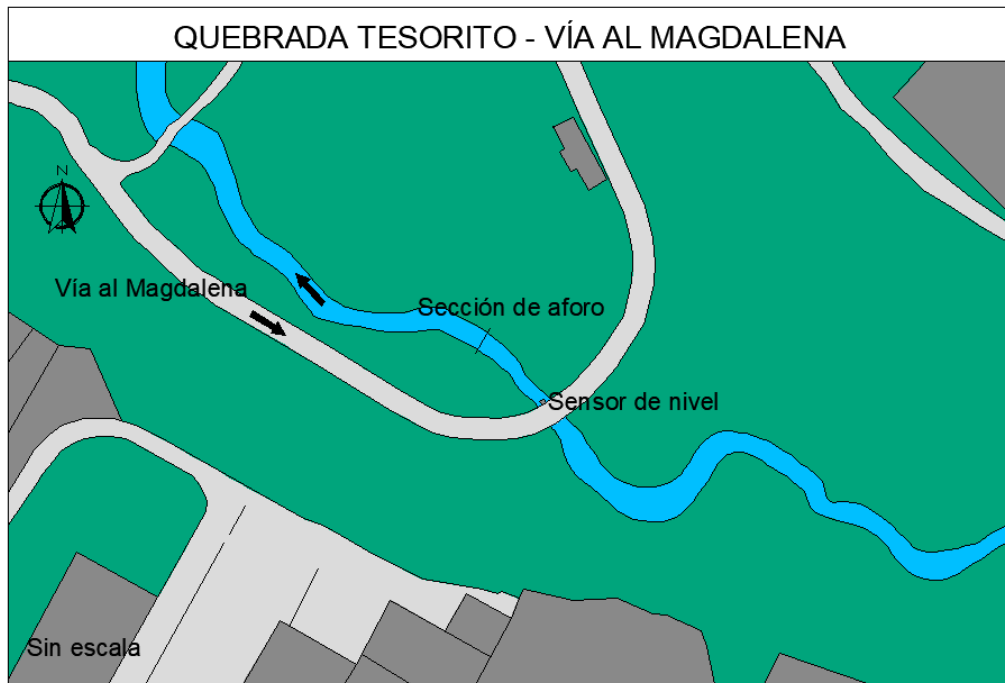 QUEBRADA TESORITO - VÍA AL MAGDALENA
N
Vía al Magdalena
Sección de aforo
Sensor de nivel
Sin escala